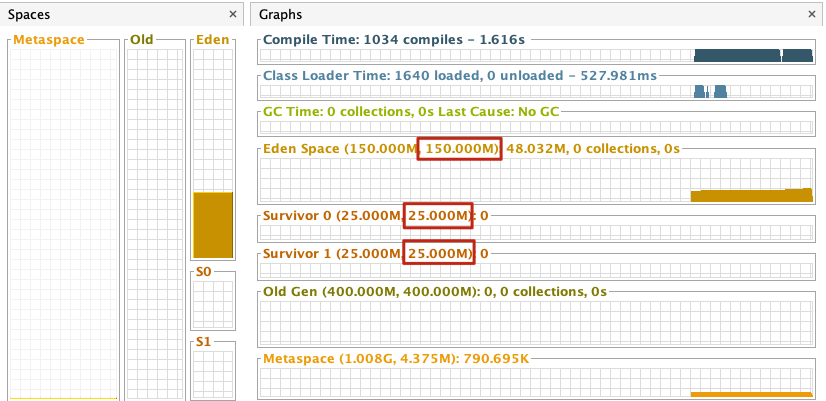 Spaces ×
Metaspace
Old
Eden
S0
S1
Graphs ×
Compile Time: 1034 compiles - 1.616s
Class Loader Time: 1640 loaded, 0 unloaded - 527.981ms
GC Time: 0 collections, 0s Last Cause: No GC
Eden Space (150.000M, 150.000M): 48.032M, 0 collections, 0s
Survivor 0 (25.000M, 25.000M): 0
Survivor 1 (25.000M, 25.000M): 0
Old Gen (400.000M, 400.000M): 0, 0 collections, 0s
Metaspace (1.008G, 4.375M): 790.695K